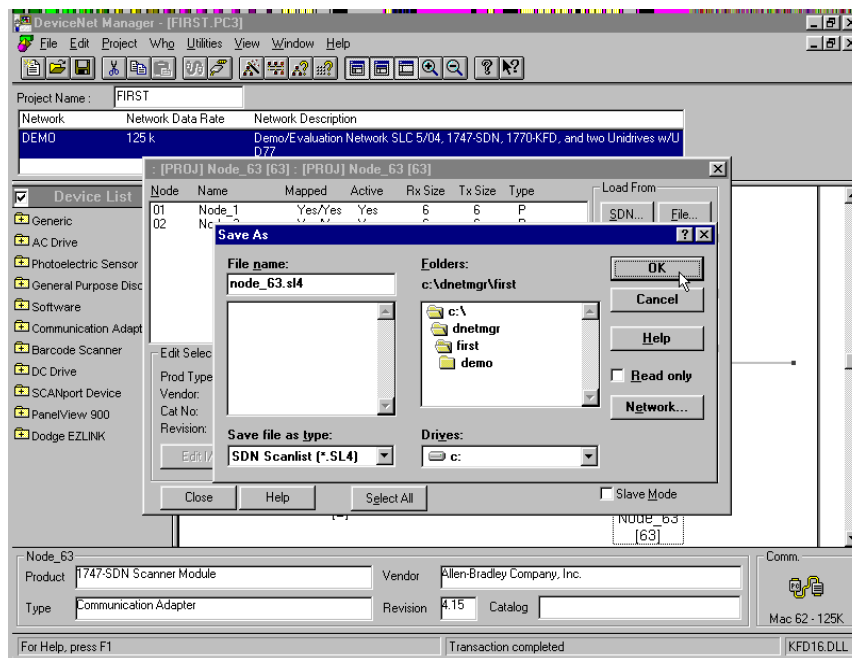 DeviceNet Manager - [FIRST.PC3]
File Edit Project Who Utilities View Window Help
Project Name : FIRST
Network Network Data Rate Network Description
DEMO 125 k Demo/Evaluation Network SLC 5/04, 1747-SDN, 1770-KFD, and two Unidrives w/U
D77
: [PROJ] Node_63 [63] : [PROJ] Node_63 [63]
Device List
Generic
AC Drive
Photoelectric Sensor
General Purpose Disc
Software
Communication Adapt
Barcode Scanner
DC Drive
SCANport Device
PanelView 900
Dodge EZLINK
Node Name Mapped Active Rx Size Tx Size Type
01 Node_1 Yes/Yes Yes 6 6 P
02
Load From
SDN... File...
Save As
File name:
node_63.sl4
Folders:
c:\dnetmgr\first
c:\
dnetmgr
first
demo
OK
Cancel
Help
Read only
Network...
Save file as type:
SDN Scanlist (*.SL4)
Drives:
c:
Edit Selec
Prod Type
Vendor:
Cat No:
Revision:
Edit I/
Close Help Select All
Slave Mode
Node_63
[63]
Node_63
Product 1747-SDN Scanner Module
Vendor Allen-Bradley Company, Inc.
Type Communication Adapter
Revision 4.15 Catalog
Comm.
Mac 62 - 125K
For Help, press F1 Transaction completed KFD16.DLL